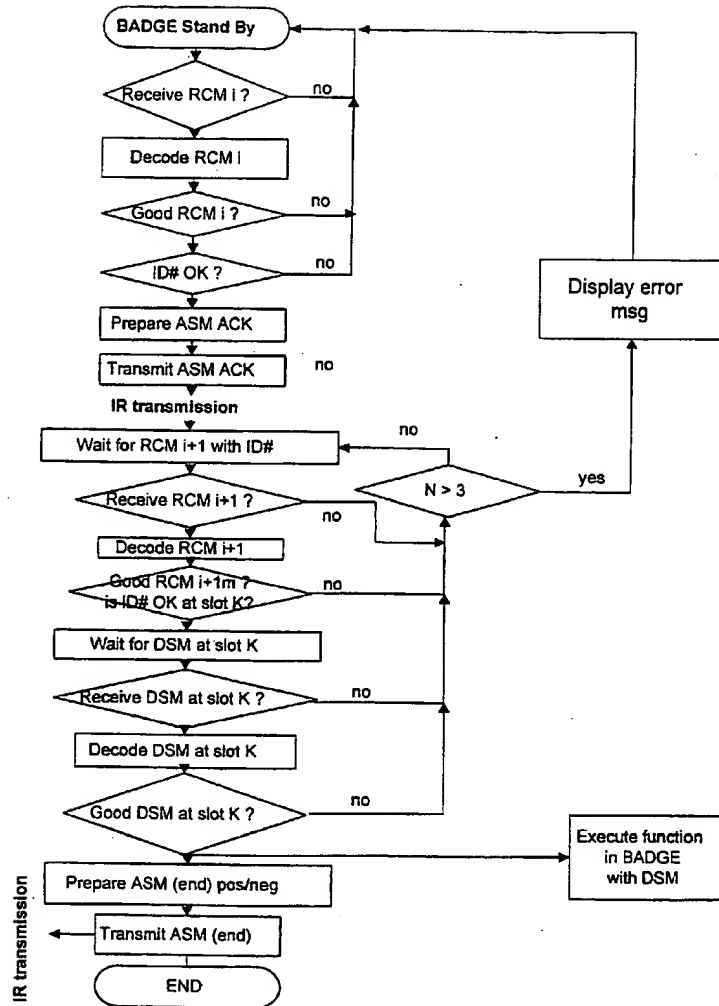 BADGE Stand By
Receive RCM i ?
no
Decode RCM i
Good RCM i ?
no
ID# OK ?
no
Display error
msg
Prepare ASM ACK
Transmit ASM ACK
no
IR transmission
Wait for RCM i+1 with ID#
no
N > 3
yes
Receive RCM i+1 ?
no
Decode RCM i+1
Good RCM i+1m ?
is ID# OK at slot K?
no
Wait for DSM at slot K
Receive DSM at slot K ?
no
Decode DSM at slot K
Good DSM at slot K ?
no
Execute function
in BADGE
with DSM
Prepare ASM (end) pos/neg
Transmit ASM (end)
IR transmission
END